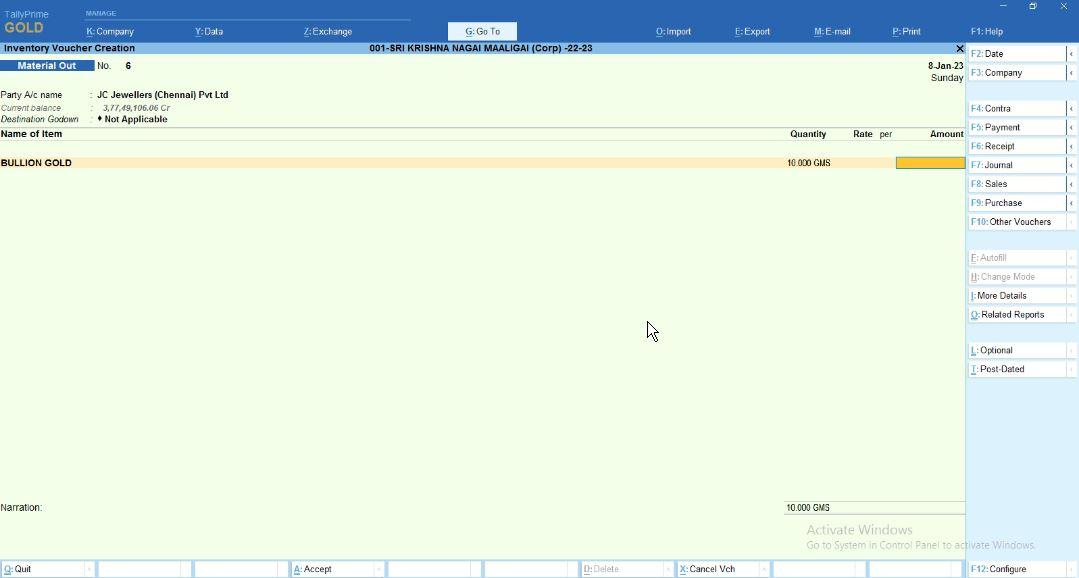 TallyPrime
GOLD
MANAGE
K: Company
Y: Data
Z: Exchange
G: Go To
O: Import
E: Export
M: E-mail
P: Print
F1: Help
Inventory Voucher Creation
001-SRI KRISHNA NAGAI MAALIGAI (Corp) -22-23
F2: Date
Material Out No. 6
8-Jan-23
Sunday
F3: Company
Party A/c name : JC Jewellers (Chennai) Pvt Ltd
Current balance : 3,77,49,106.06 Cr
Destination Godown : ♦ Not Applicable
F4: Contra
Name of Item
Quantity
Rate per
Amount
F5: Payment
F6: Receipt
BULLION GOLD
10.000 GMS
F7: Journal
F8: Sales
F9: Purchase
F10: Other Vouchers
E: Autofill
H: Change Mode
I: More Details
O: Related Reports
L: Optional
T: Post-Dated
Narration:
10.000 GMS
Activate Windows
Go to System in Control Panel to activate Windows.
Q: Quit
A: Accept
D: Delete
X: Cancel Vch
F12: Configure